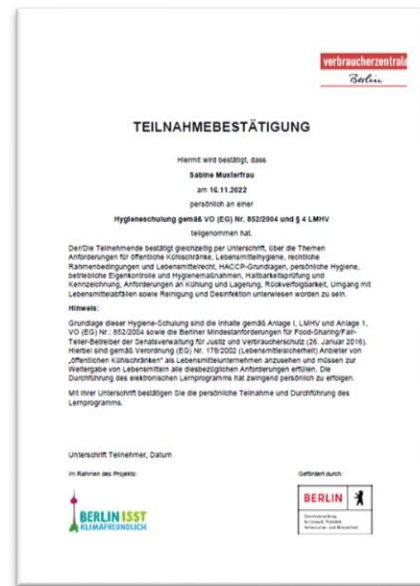 verbraucherzentrale
Berlin
TEILNAHMEBESTÄTIGUNG
Hiermit wird bestätigt, dass
Sabine Musterfrau
am 16.11.2022
persönlich an einer
Hygieneschulung gemäß VO (EG) Nr. 852/2004 und § 4 LMHV
teilgenommen hat.
Der/Die Teilnehmende bestätigt gleichzeitig per Unterschrift, über die Themen
Anforderungen für öffentliche Kühlschränke, Lebensmittelhygiene, rechtliche
Rahmenbedingungen und Lebensmittelrecht, HACCP-Grundlagen, persönliche Hygiene,
betriebliche Eigenkontrolle und Hygienemaßnahmen, Haltbarkeitsprüfung und
Kennzeichnung, Anforderungen an Kühlung und Lagerung, Rückverfolgbarkeit, Umgang mit
Lebensmittelabfällen sowie Reinigung und Desinfektion unterwiesen worden zu sein.
Hinweis:
Grundlage dieser Hygiene-Schulung sind die Inhalte gemäß Anlage I, LMHV und Anlage 1,
VO (EG) Nr.: 852/2004 sowie die Berliner Mindestanforderungen für Food-Sharing/Fair-
Teiler-Betreiber der Senatsverwaltung für Justiz und Verbraucherschutz (26. Januar 2016).
Hierbei sind gemäß Verordnung (EG) Nr. 178/2002 (Lebensmittelsicherheit) Anbieter von
„öffentlichen Kühlschränken“ als Lebensmittelunternehmen anzusehen und müssen zur
Weitergabe von Lebensmitteln alle diesbezüglichen Anforderungen erfüllen. Die
Durchführung des elektronischen Lernprogramms hat zwingend persönlich zu erfolgen.
Mit Ihrer Unterschrift bestätigen Sie die persönliche Teilnahme und Durchführung des
Lernprogramms.
Unterschrift Teilnehmer, Datum
Im Rahmen des Projekts:
Gefördert durch:
BERLIN ISST
KLIMAFREUNDLICH
BERLIN
Senatsverwaltung
für Umwelt, Mobilität,
Verbraucher- und Klimaschutz